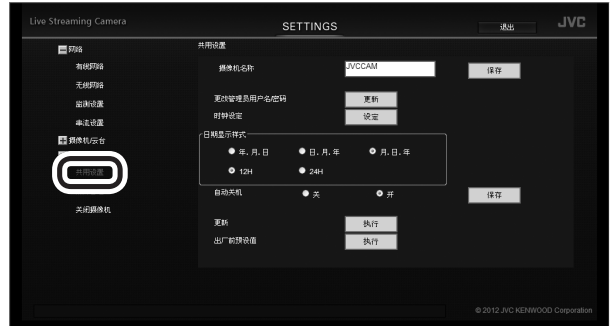 Live Streaming Camera
SETTINGS
退出
JVC
网络
有线网路
无线网路
监测设置
串流设置
摄像机/云台
共用设置
关闭摄像机
共用设置
摄像机名称
JVCCAM
保存
更改管理员用户名/密码
更新
时钟设定
设定
日期显示样式
年.月.日
日.月.年
月.日.年
12H
24H
自动关机
关
开
保存
更新
执行
出厂前预设值
执行
© 2012 JVC KENWOOD Corporation